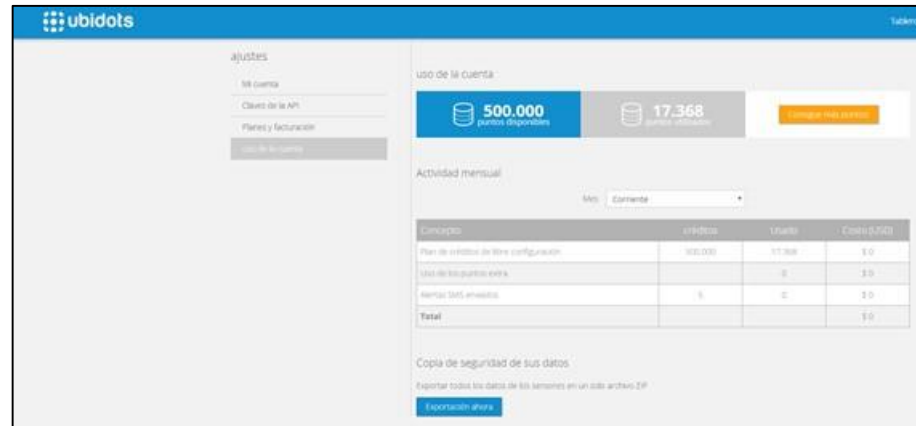 ubidots
ajustes
Mi cuenta
Claves de la API
Planes y facturación
uso de la cuenta
uso de la cuenta
500.000
puntos disponibles
17.368
puntos utilizados
Consigue más puntos
Actividad mensual
Mes Corriente
Concepto créditos Usado Costo (USD)
Plan de créditos de libre configuración 500.000 17.368 $ 0
Uso de los puntos extra 0 $ 0
Alertas SMS enviados 5 0 $ 0
Total $ 0
Copia de seguridad de sus datos
Exportar todos los datos de los sensores en un solo archivo ZIP
Exportación ahora